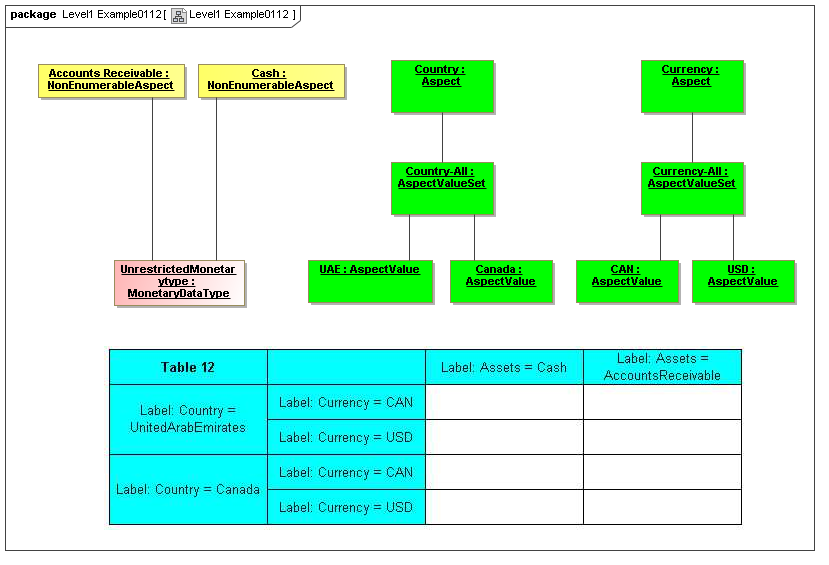 package Level1 Example0112 [ Level1 Example0112 ]
Accounts Receivable :
NonEnumerableAspect
Cash :
NonEnumerableAspect
Country :
Aspect
Currency :
Aspect
Country-All :
AspectValueSet
Currency-All :
AspectValueSet
UnrestrictedMonetar
ytype :
MonetaryDataType
UAE : AspectValue
Canada :
AspectValue
CAN :
AspectValue
USD :
AspectValue
Table 12
Label: Assets = Cash
Label: Assets =
AccountsReceivable
Label: Country =
UnitedArabEmirates
Label: Currency = CAN
Label: Currency = USD
Label: Country = Canada
Label: Currency = CAN
Label: Currency = USD